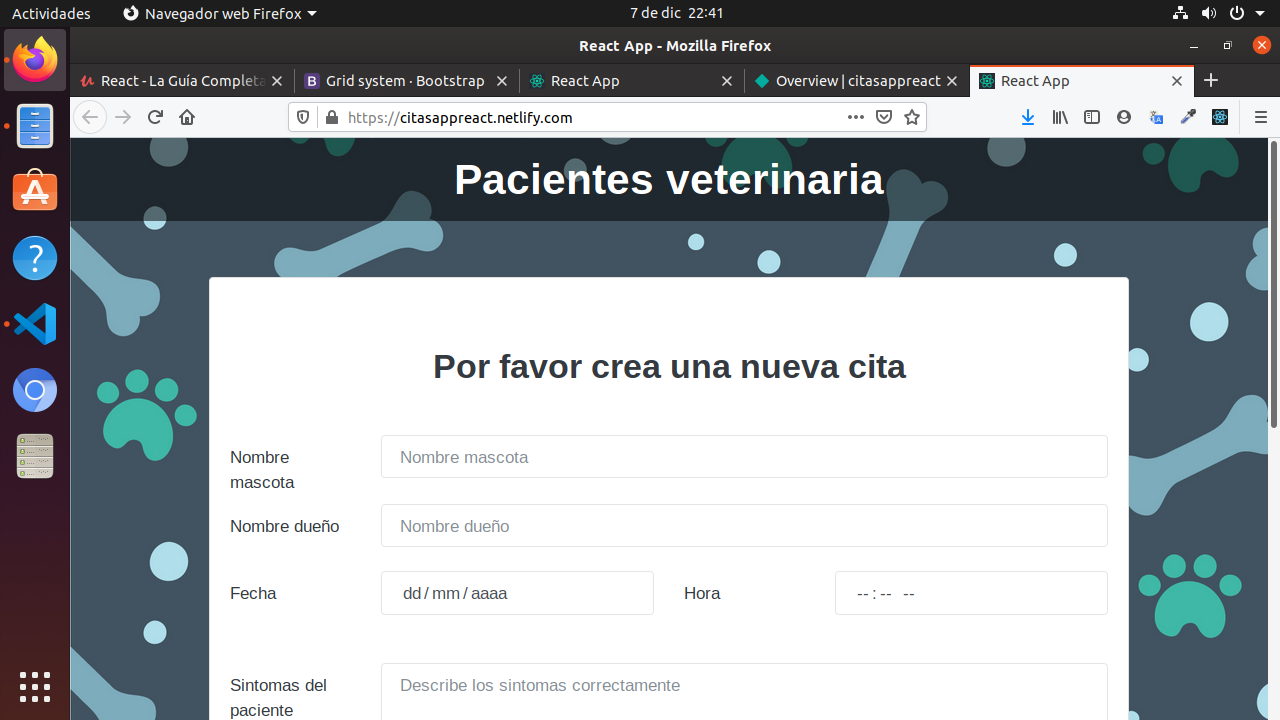 Actividades
Navegador web Firefox
7 de dic 22:41
React App - Mozilla Firefox
React - La Guía Completa
Grid system · Bootstrap
React App
Overview | citasappreact
React App
https://citasappreact.netlify.com
Pacientes veterinaria
Por favor crea una nueva cita
Nombre
mascota
Nombre mascota
Nombre dueño
Nombre dueño
Fecha
dd / mm / aaaa
Hora
-- : -- --
Sintomas del
paciente
Describe los sintomas correctamente